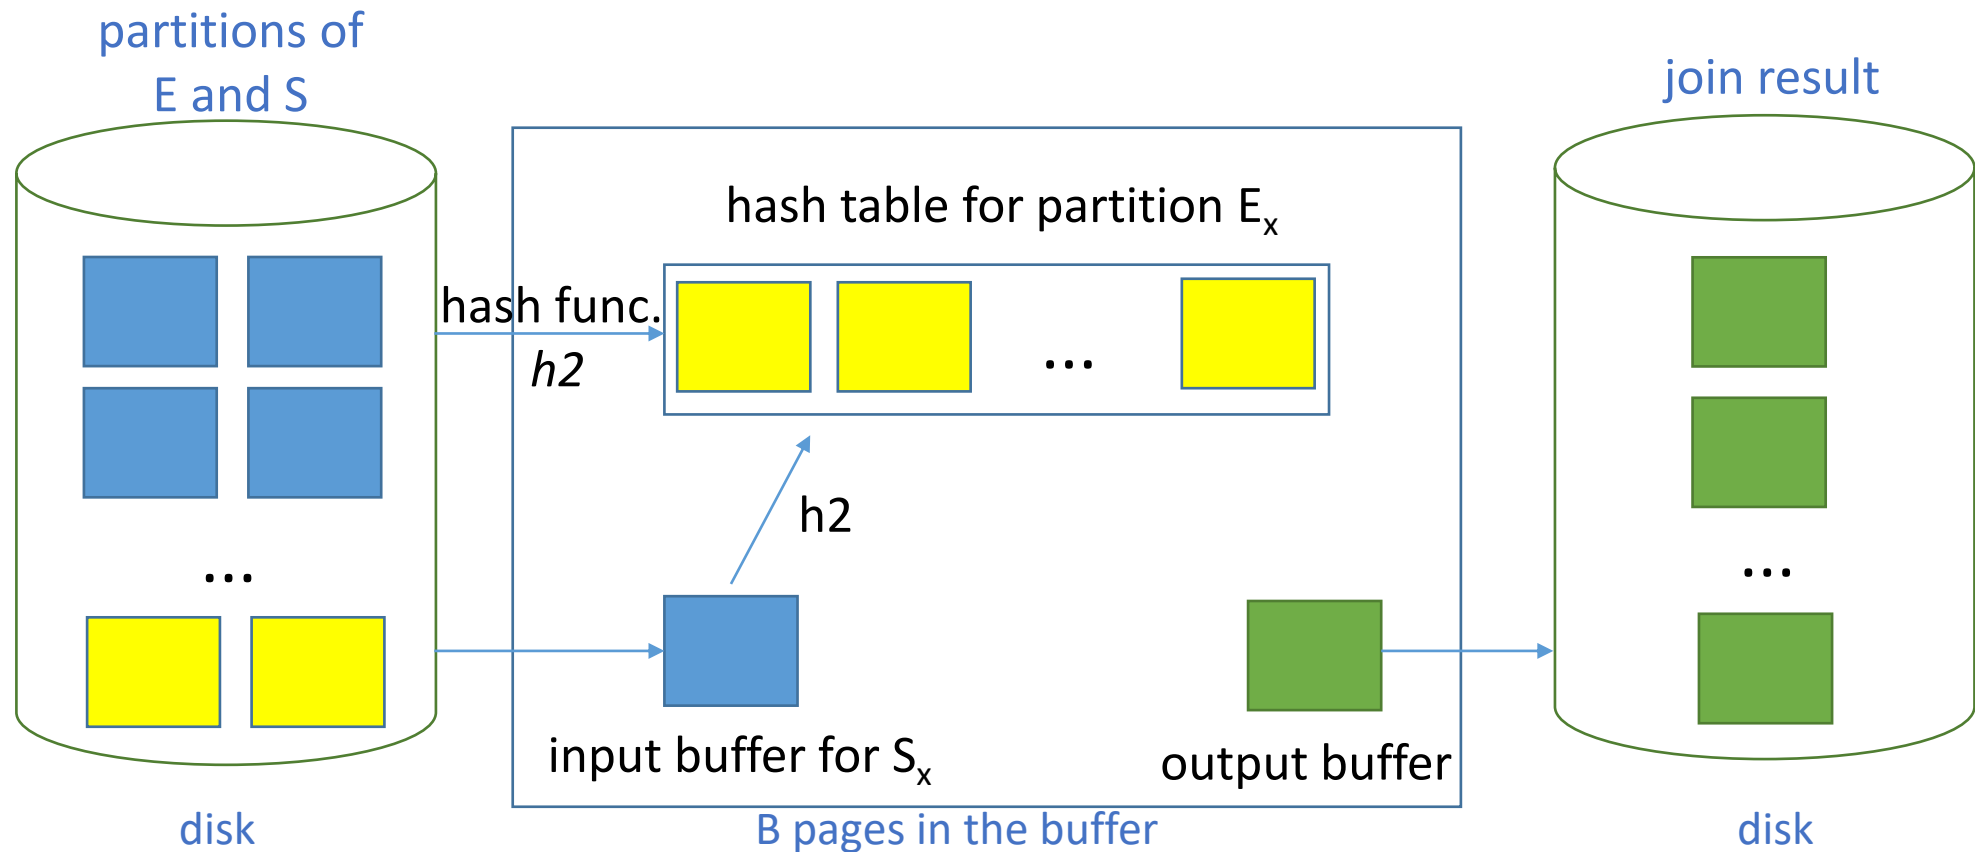 partitions of
E and S
join result
hash table for partition Ex
hash func.
h2
...
...
h2
...
input buffer for Sx
output buffer
disk
B pages in the buffer
disk